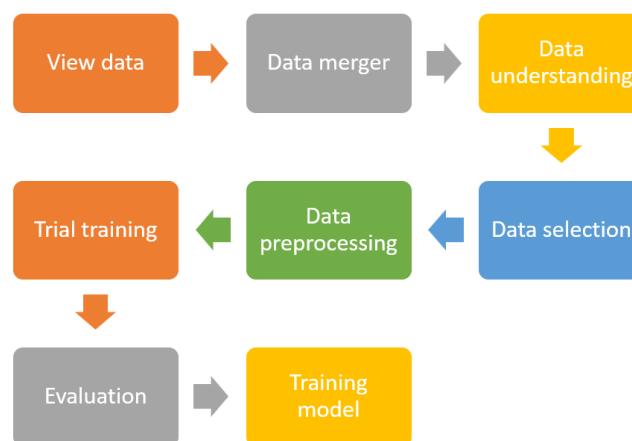 View data
Data merger
Data
understanding
Data selection
Data
preprocessing
Trial training
Evaluation
Training
model